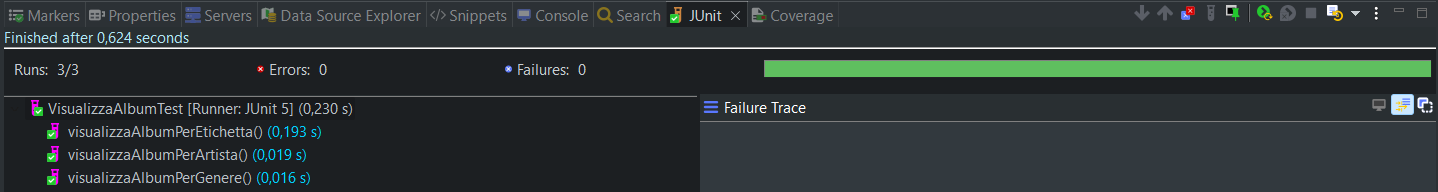 Markers Properties Servers Data Source Explorer Snippets Console Search JUnit Coverage
Finished after 0,624 seconds
Runs: 3/3 Errors: 0 Failures: 0
VisualizzaAlbumTest [Runner: JUnit 5] (0,230 s)
Failure Trace
visualizzaAlbumPerEtichetta() (0,193 s)
visualizzaAlbumPerArtista() (0,019 s)
visualizzaAlbumPerGenere() (0,016 s)